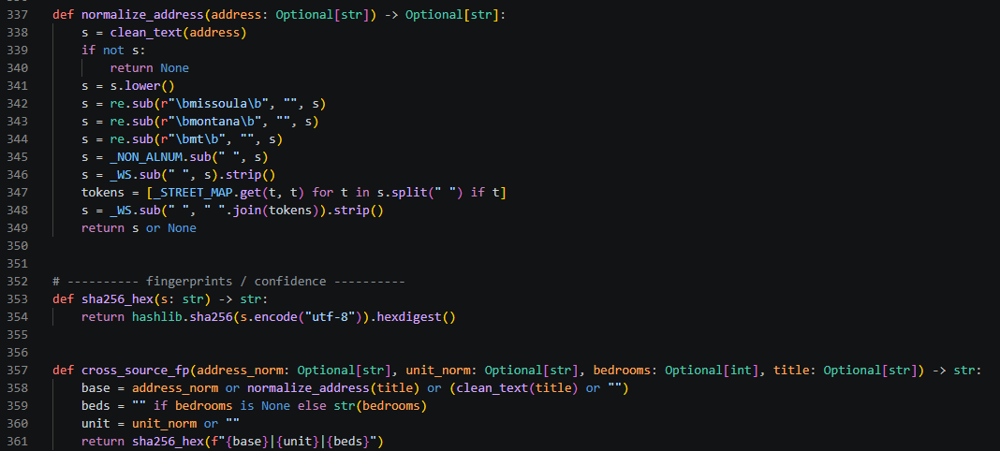 337 def normalize_address(address: Optional[str]) -> Optional[str]:
338     s = clean_text(address)
339     if not s:
340         return None
341     s = s.lower()
342     s = re.sub(r"\bmissoula\b", "", s)
343     s = re.sub(r"\bmontana\b", "", s)
344     s = re.sub(r"\bmt\b", "", s)
345     s = _NON_ALNUM.sub(" ", s)
346     s = _WS.sub(" ", s).strip()
347     tokens = [_STREET_MAP.get(t, t) for t in s.split(" ") if t]
348     s = _WS.sub(" ", " ".join(tokens)).strip()
349     return s or None
350
351
352 # ---------- fingerprints / confidence ----------
353 def sha256_hex(s: str) -> str:
354     return hashlib.sha256(s.encode("utf-8")).hexdigest()
355
356
357 def cross_source_fp(address_norm: Optional[str], unit_norm: Optional[str], bedrooms: Optional[int], title: Optional[str]) -> str:
358     base = address_norm or normalize_address(title) or (clean_text(title) or "")
359     beds = "" if bedrooms is None else str(bedrooms)
360     unit = unit_norm or ""
361     return sha256_hex(f"{base}|{unit}|{beds}")